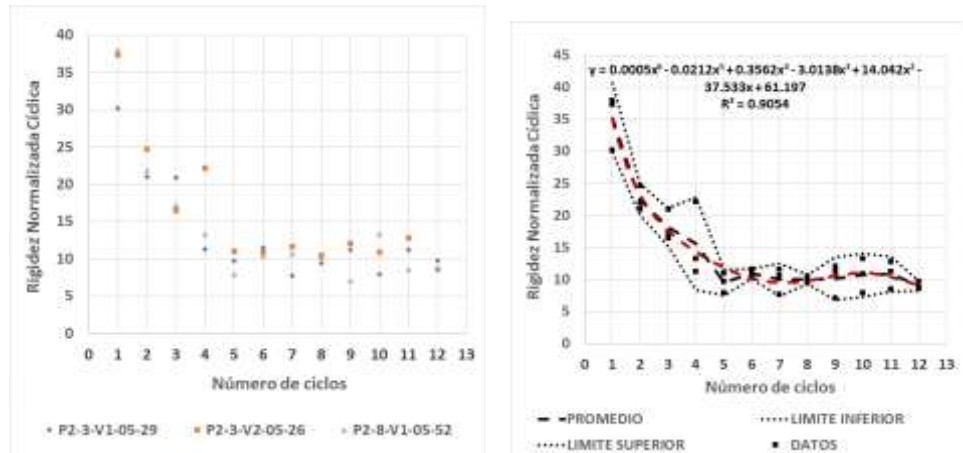 Rigidez Normalizada Cíclica
40
35
30
25
20
15
10
5
0
0 1 2 3 4 5 6 7 8 9 10 11 12 13
Número de ciclos
P2-3-V1-05-29 P2-3-V2-05-26 P2-8-V1-05-52
Rigidez Normalizada Cíclica
45
40
35
30
25
20
15
10
5
0
y = 0.0005x⁶ - 0.0212x⁵ + 0.3562x⁴ - 3.0138x³ + 14.042x² -
37.533x + 61.197
R² = 0.9054
0 1 2 3 4 5 6 7 8 9 10 11 12 13
Número de ciclos
PROMEDIO LIMITE INFERIOR
LIMITE SUPERIOR DATOS